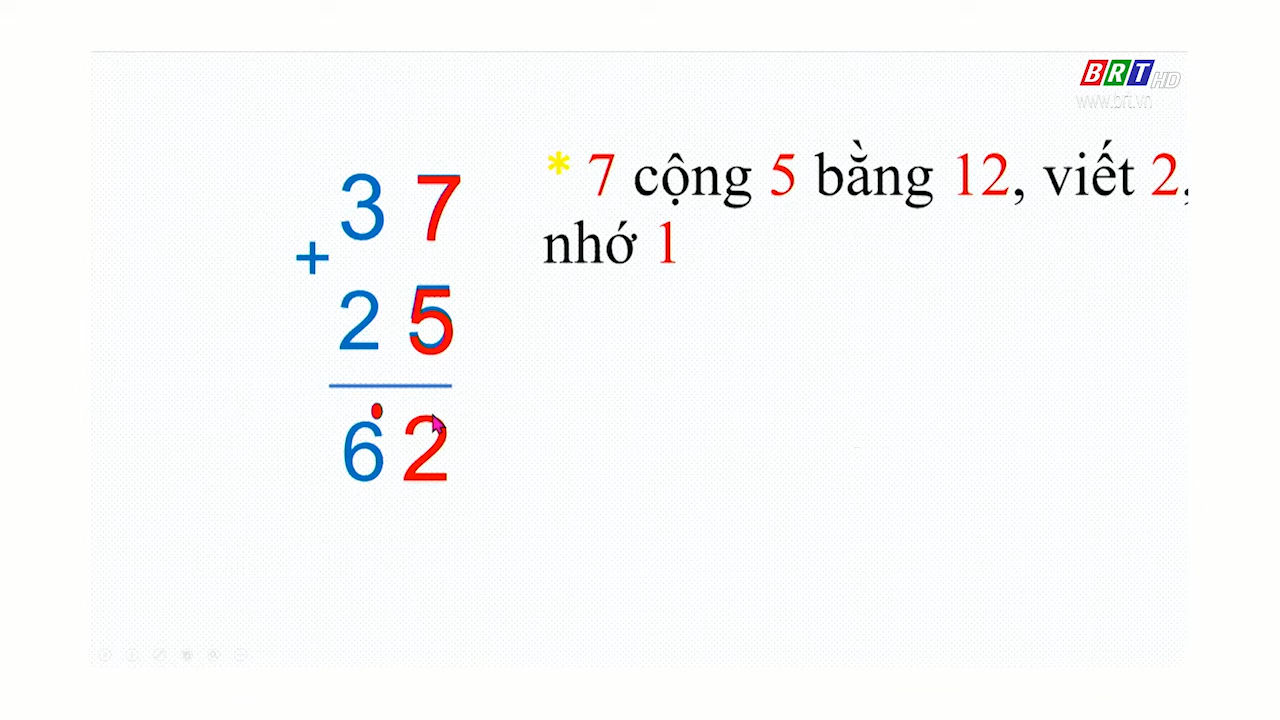 BRT HD
www.brt.vn
* 7 cộng 5 bằng 12, viết 2,
nhớ 1
3 7
+
2 5
6 2